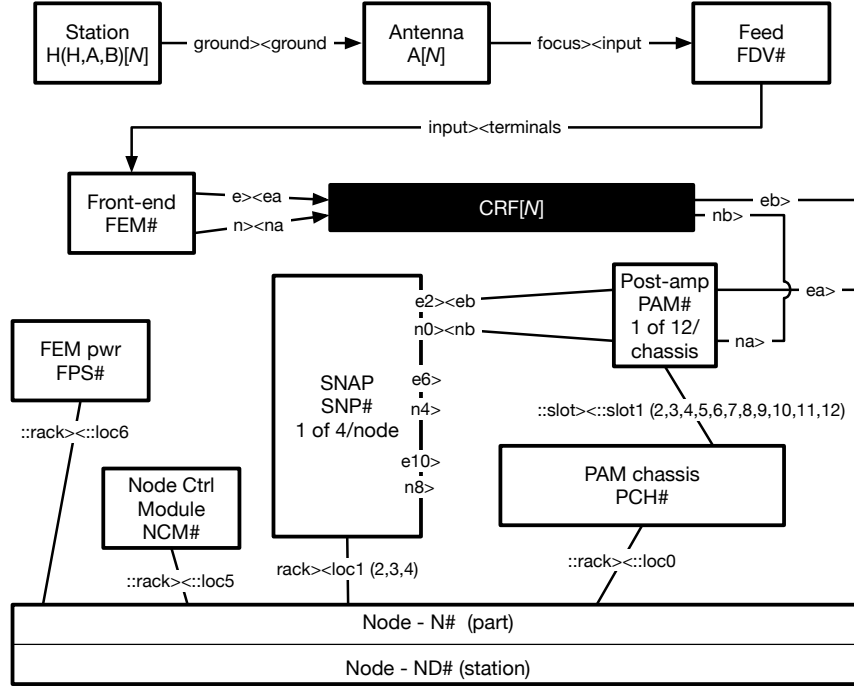 Station
H(H,A,B)[N]
ground><ground
Antenna
A[N]
focus><input
Feed
FDV#
input><terminals
Front-end
FEM#
e><ea
n><na
CRF[N]
eb>
nb>
e2><eb
n0><nb
Post-amp
PAM#
1 of 12/
chassis
ea>
na>
FEM pwr
FPS#
SNAP
SNP#
1 of 4/node
e6>
n4>
e10>
n8>
::slot><::slot1 (2,3,4,5,6,7,8,9,10,11,12)
::rack><::loc6
Node Ctrl
Module
NCM#
PAM chassis
PCH#
::rack><::loc5
rack><loc1 (2,3,4)
::rack><::loc0
Node - N# (part)
Node - ND# (station)